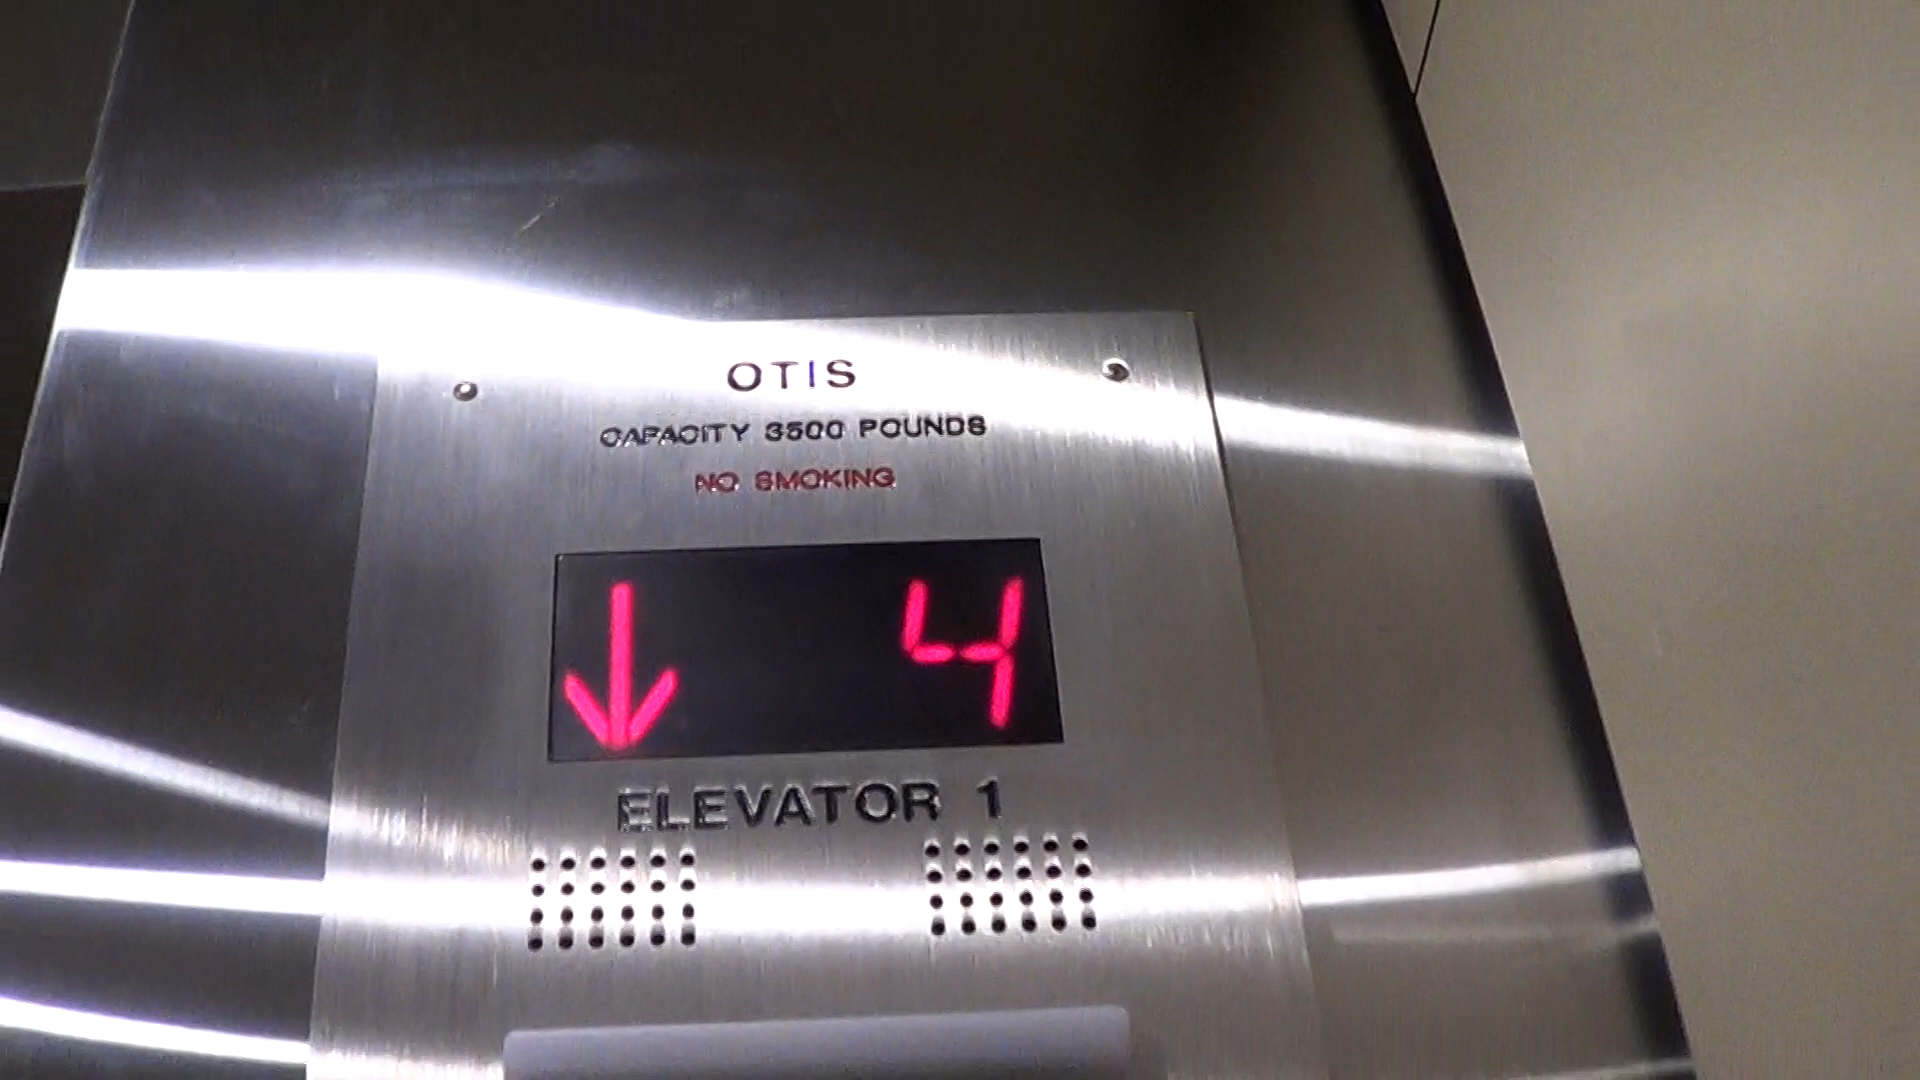 OTIS
CAPACITY 3500 POUNDS
NO SMOKING
↓ 4
ELEVATOR 1